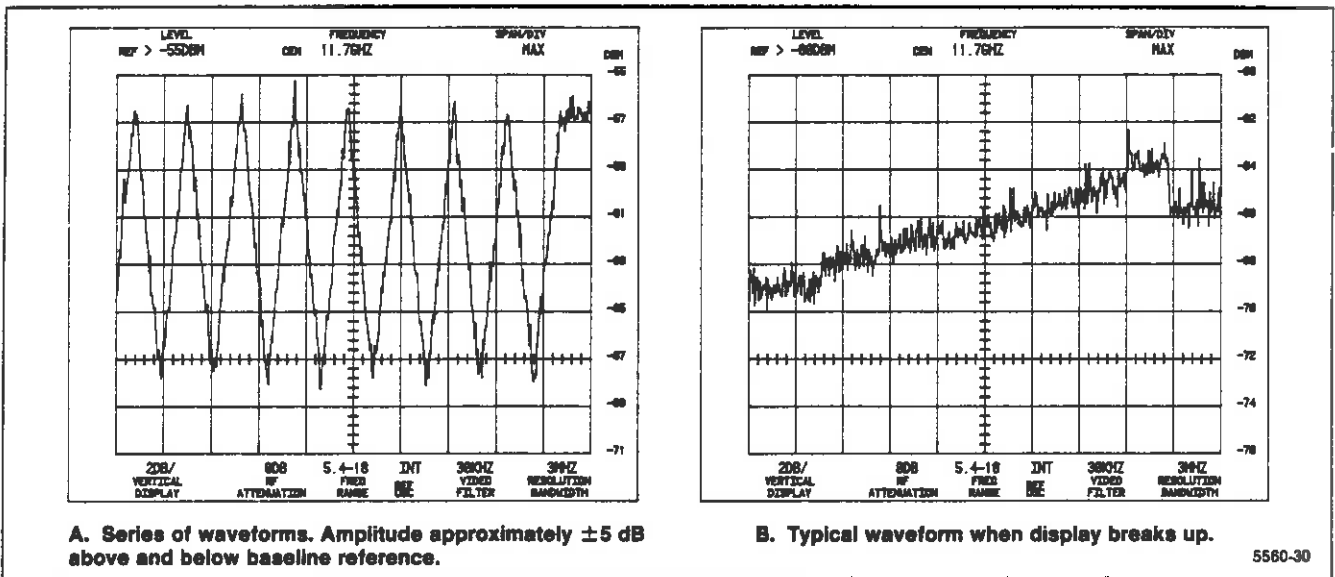 LEVEL FREQUENCY SPAN/DIV
REF > -55DBM CEN 11.7GHZ MAX
DBM
-55
-57
-59
-61
-63
-65
-67
-69
-71
2DB/ 0DB 5.4-18 INT 30KHZ 3MHZ
VERTICAL DISPLAY RF ATTENUATION FREQ RANGE REF OSC VIDEO FILTER RESOLUTION BANDWIDTH
A. Series of waveforms. Amplitude approximately ±5 dB
above and below baseline reference.
LEVEL FREQUENCY SPAN/DIV
REF > -60DBM CEN 11.7GHZ MAX
DBM
-60
-62
-64
-66
-68
-70
-72
-74
-76
2DB/ 0DB 5.4-18 INT 30KHZ 3MHZ
VERTICAL DISPLAY RF ATTENUATION FREQ RANGE REF OSC VIDEO FILTER RESOLUTION BANDWIDTH
B. Typical waveform when display breaks up.
5560-30